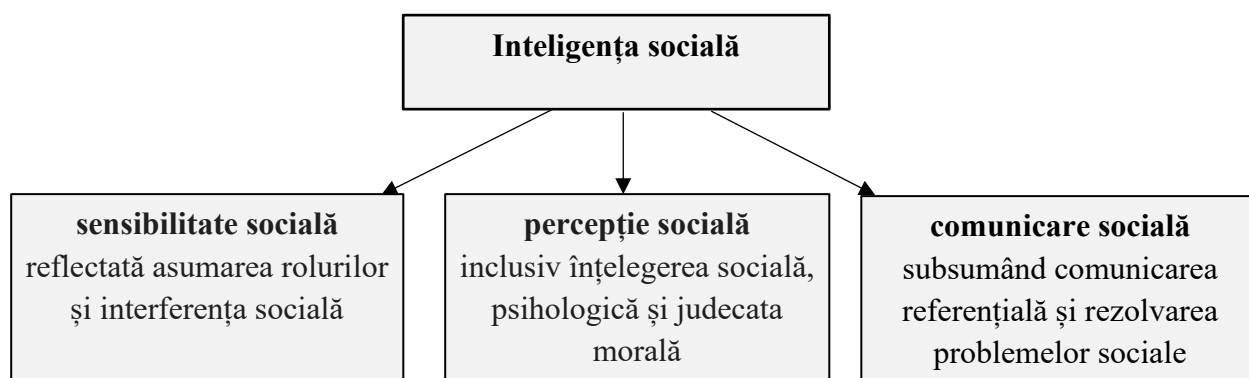 Inteligența socială
sensibilitate socială
reflectată asumarea rolurilor
și interferența socială
percepție socială
inclusiv înțelegerea socială,
psihologică și judecata
morală
comunicare socială
subsumând comunicarea
referențială și rezolvarea
problemelor sociale